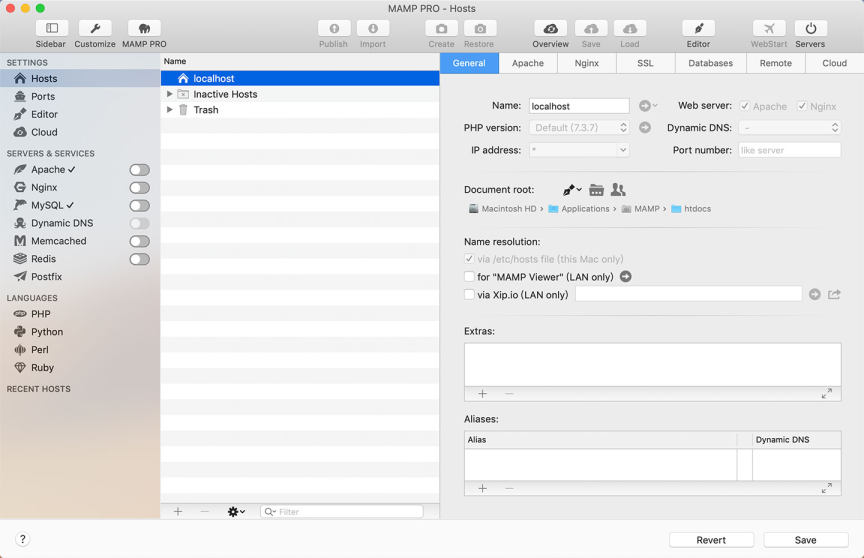 MAMP PRO - Hosts
Sidebar Customize MAMP PRO Publish Import Create Restore Overview Save Load Editor WebStart Servers
SETTINGS
Hosts
Ports
Editor
Cloud
SERVERS & SERVICES
Apache ✓
Nginx
MySQL ✓
Dynamic DNS
Memcached
Redis
Postfix
LANGUAGES
PHP
Python
Perl
Ruby
RECENT HOSTS
Name
localhost
Inactive Hosts
Trash
Filter
General Apache Nginx SSL Databases Remote Cloud
Name: localhost Web server: Apache Nginx
PHP version: Default (7.3.7) Dynamic DNS: -
IP address: * Port number: like server
Document root:
Macintosh HD › Applications › MAMP › htdocs
Name resolution:
via /etc/hosts file (this Mac only)
for "MAMP Viewer" (LAN only)
via Xip.io (LAN only)
Extras:
Aliases:
Alias Dynamic DNS
? Revert Save